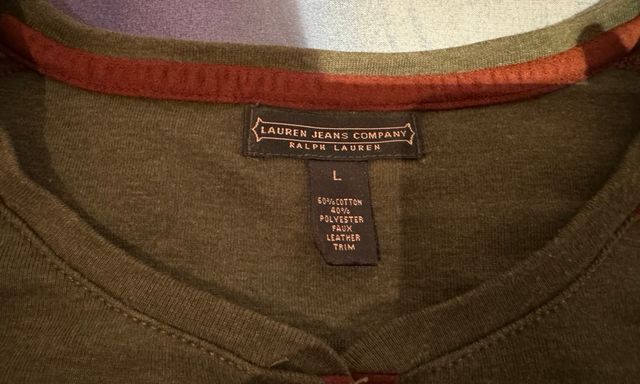 LAUREN JEANS COMPANY
RALPH LAUREN
L
60% COTTON
40%
POLYESTER
FAUX
LEATHER
TRIM